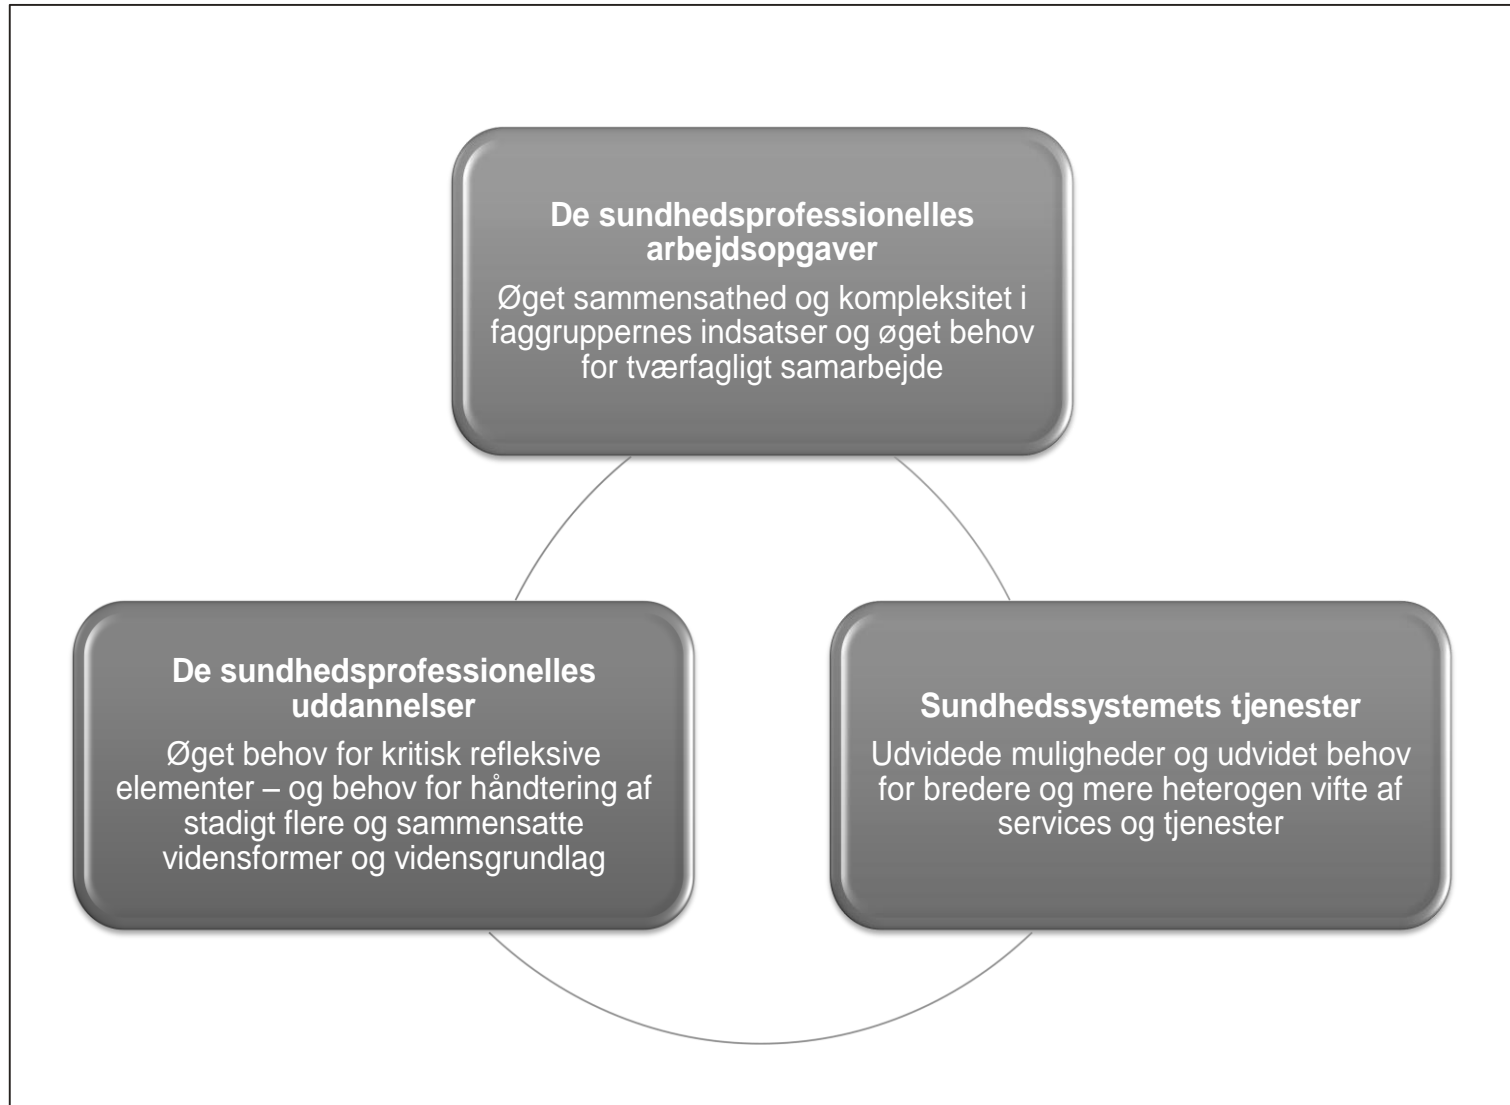 De sundhedsprofessionelles
arbejdsopgaver
Øget sammensathed og kompleksitet i
faggruppernes indsatser og øget behov
for tværfagligt samarbejde
De sundhedsprofessionelles
uddannelser
Øget behov for kritisk refleksive
elementer – og behov for håndtering af
stadigt flere og sammensatte
vidensformer og vidensgrundlag
Sundhedssystemets tjenester
Udvidede muligheder og udvidet behov
for bredere og mere heterogen vifte af
services og tjenester